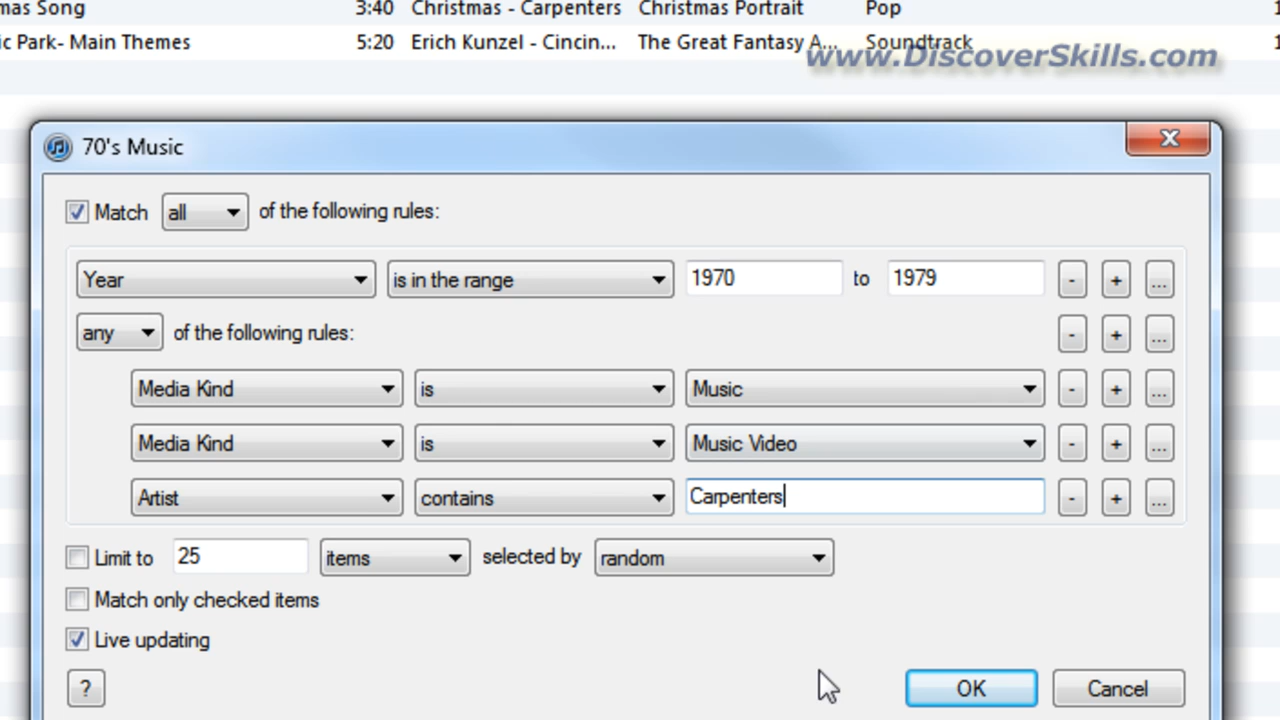 mas Song 3:40 Christmas - Carpenters Christmas Portrait Pop 1
ic Park- Main Themes 5:20 Erich Kunzel - Cincin... The Great Fantasy A... Soundtrack 1
www.DiscoverSkills.com
70's Music
Match all of the following rules:
Year is in the range 1970 to 1979 - + ...
any of the following rules: - + ...
Media Kind is Music - + ...
Media Kind is Music Video - + ...
Artist contains Carpenters - + ...
Limit to 25 items selected by random
Match only checked items
Live updating
? OK Cancel